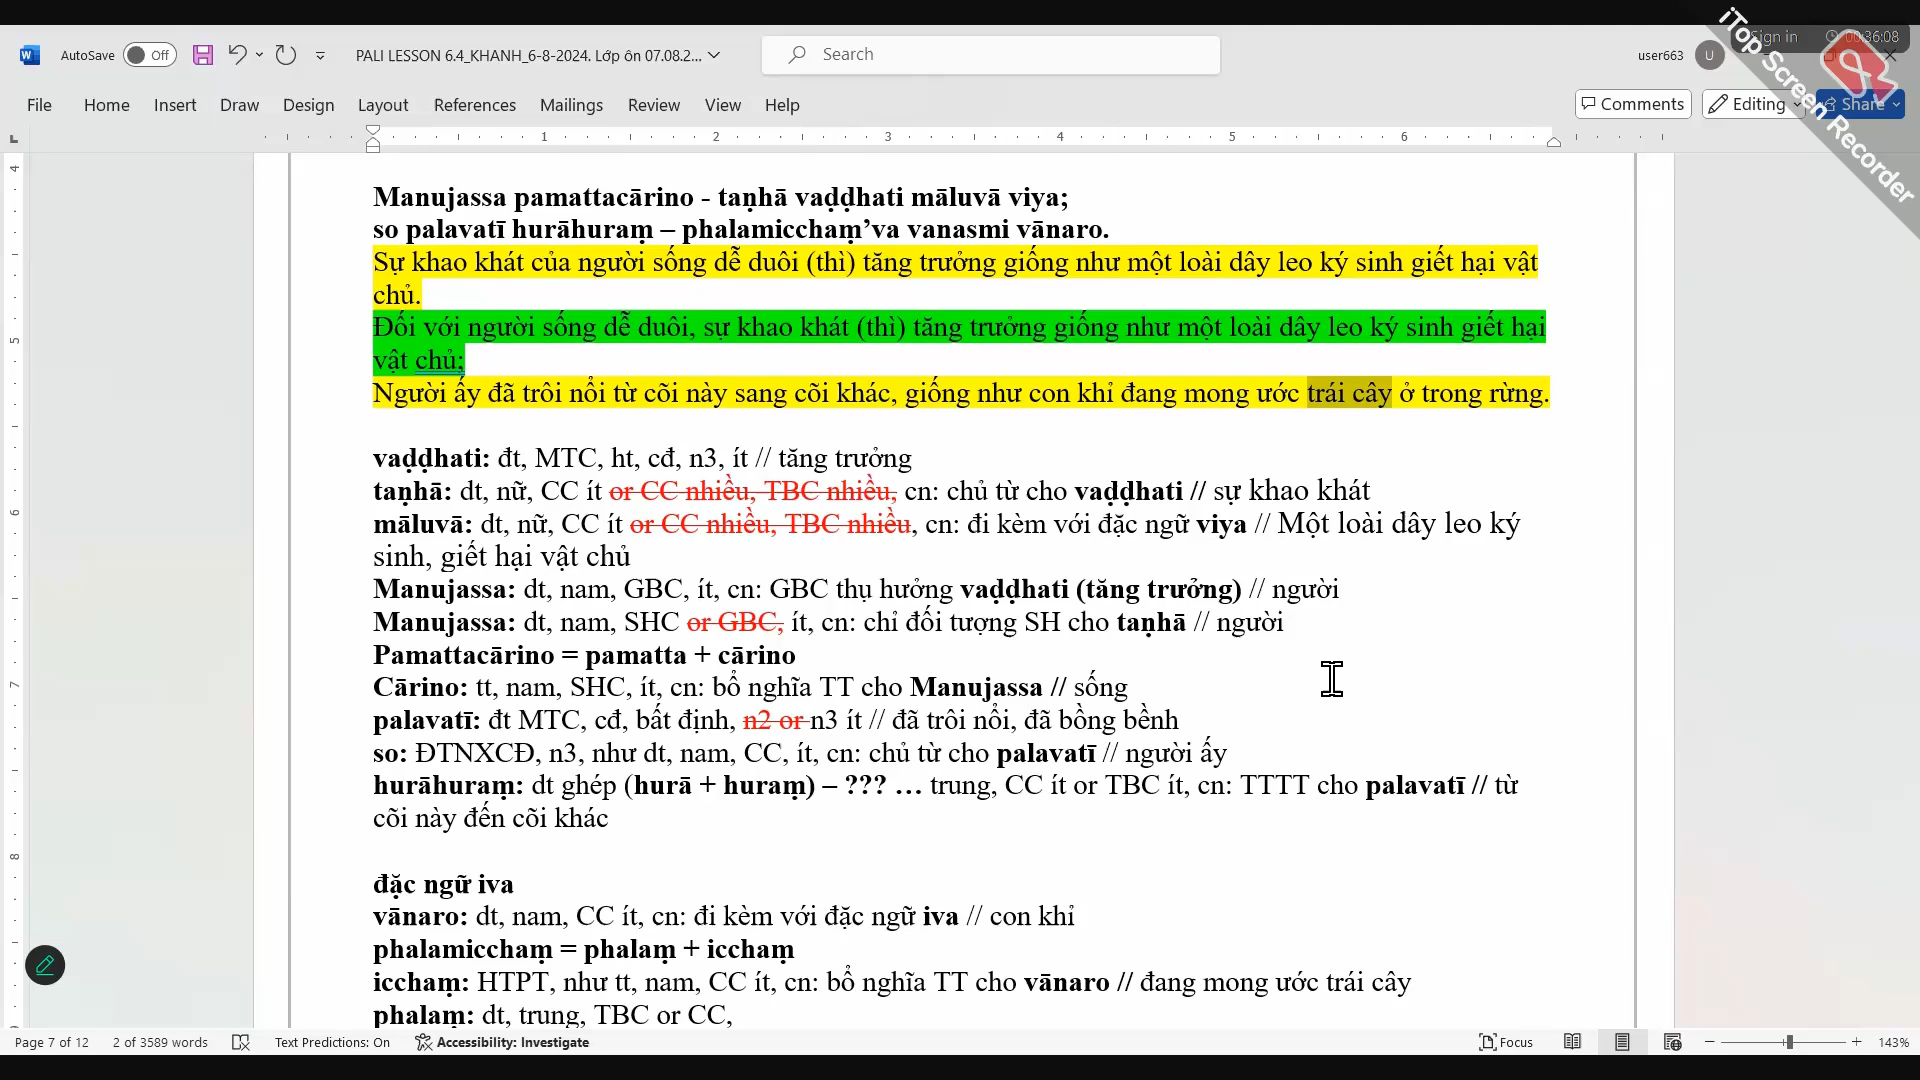 AutoSave Off PALI LESSON 6.4_KHANH_6-8-2024. Lớp ôn 07.08.2... Search user663 U Sign in 00:36:08
iTop Screen Recorder
File Home Insert Draw Design Layout References Mailings Review View Help Comments Editing Share
1 2 3 4 5 6
Manujassa pamattacārino - taṇhā vaḍḍhati māluvā viya;
so palavatī hurāhuraṃ – phalamicchaṃ’va vanasmi vānaro.
Sự khao khát của người sống dễ duôi (thì) tăng trưởng giống như một loài dây leo ký sinh giết hại vật
chủ.
Đối với người sống dễ duôi, sự khao khát (thì) tăng trưởng giống như một loài dây leo ký sinh giết hại
vật chủ;
Người ấy đã trôi nổi từ cõi này sang cõi khác, giống như con khỉ đang mong ước trái cây ở trong rừng.
vaḍḍhati: đt, MTC, ht, cđ, n3, ít // tăng trưởng
taṇhā: dt, nữ, CC ít or CC nhiều, TBC nhiều, cn: chủ từ cho vaḍḍhati // sự khao khát
māluvā: dt, nữ, CC ít or CC nhiều, TBC nhiều, cn: đi kèm với đặc ngữ viya // Một loài dây leo ký
sinh, giết hại vật chủ
Manujassa: dt, nam, GBC, ít, cn: GBC thụ hưởng vaḍḍhati (tăng trưởng) // người
Manujassa: dt, nam, SHC or GBC, ít, cn: chỉ đối tượng SH cho taṇhā // người
Pamattacārino = pamatta + cārino
Cārino: tt, nam, SHC, ít, cn: bổ nghĩa TT cho Manujassa // sống
palavatī: đt MTC, cđ, bất định, n2 or n3 ít // đã trôi nổi, đã bồng bềnh
so: ĐTNXCĐ, n3, như dt, nam, CC, ít, cn: chủ từ cho palavatī // người ấy
hurāhuraṃ: dt ghép (hurā + huraṃ) – ??? … trung, CC ít or TBC ít, cn: TTTT cho palavatī // từ
cõi này đến cõi khác
đặc ngữ iva
vānaro: dt, nam, CC ít, cn: đi kèm với đặc ngữ iva // con khỉ
phalamicchaṃ = phalaṃ + icchaṃ
icchaṃ: HTPT, như tt, nam, CC ít, cn: bổ nghĩa TT cho vānaro // đang mong ước trái cây
phalaṃ: dt, trung, TBC or CC,
4
5
6
7
8
Page 7 of 12 2 of 3589 words Text Predictions: On Accessibility: Investigate Focus 143%